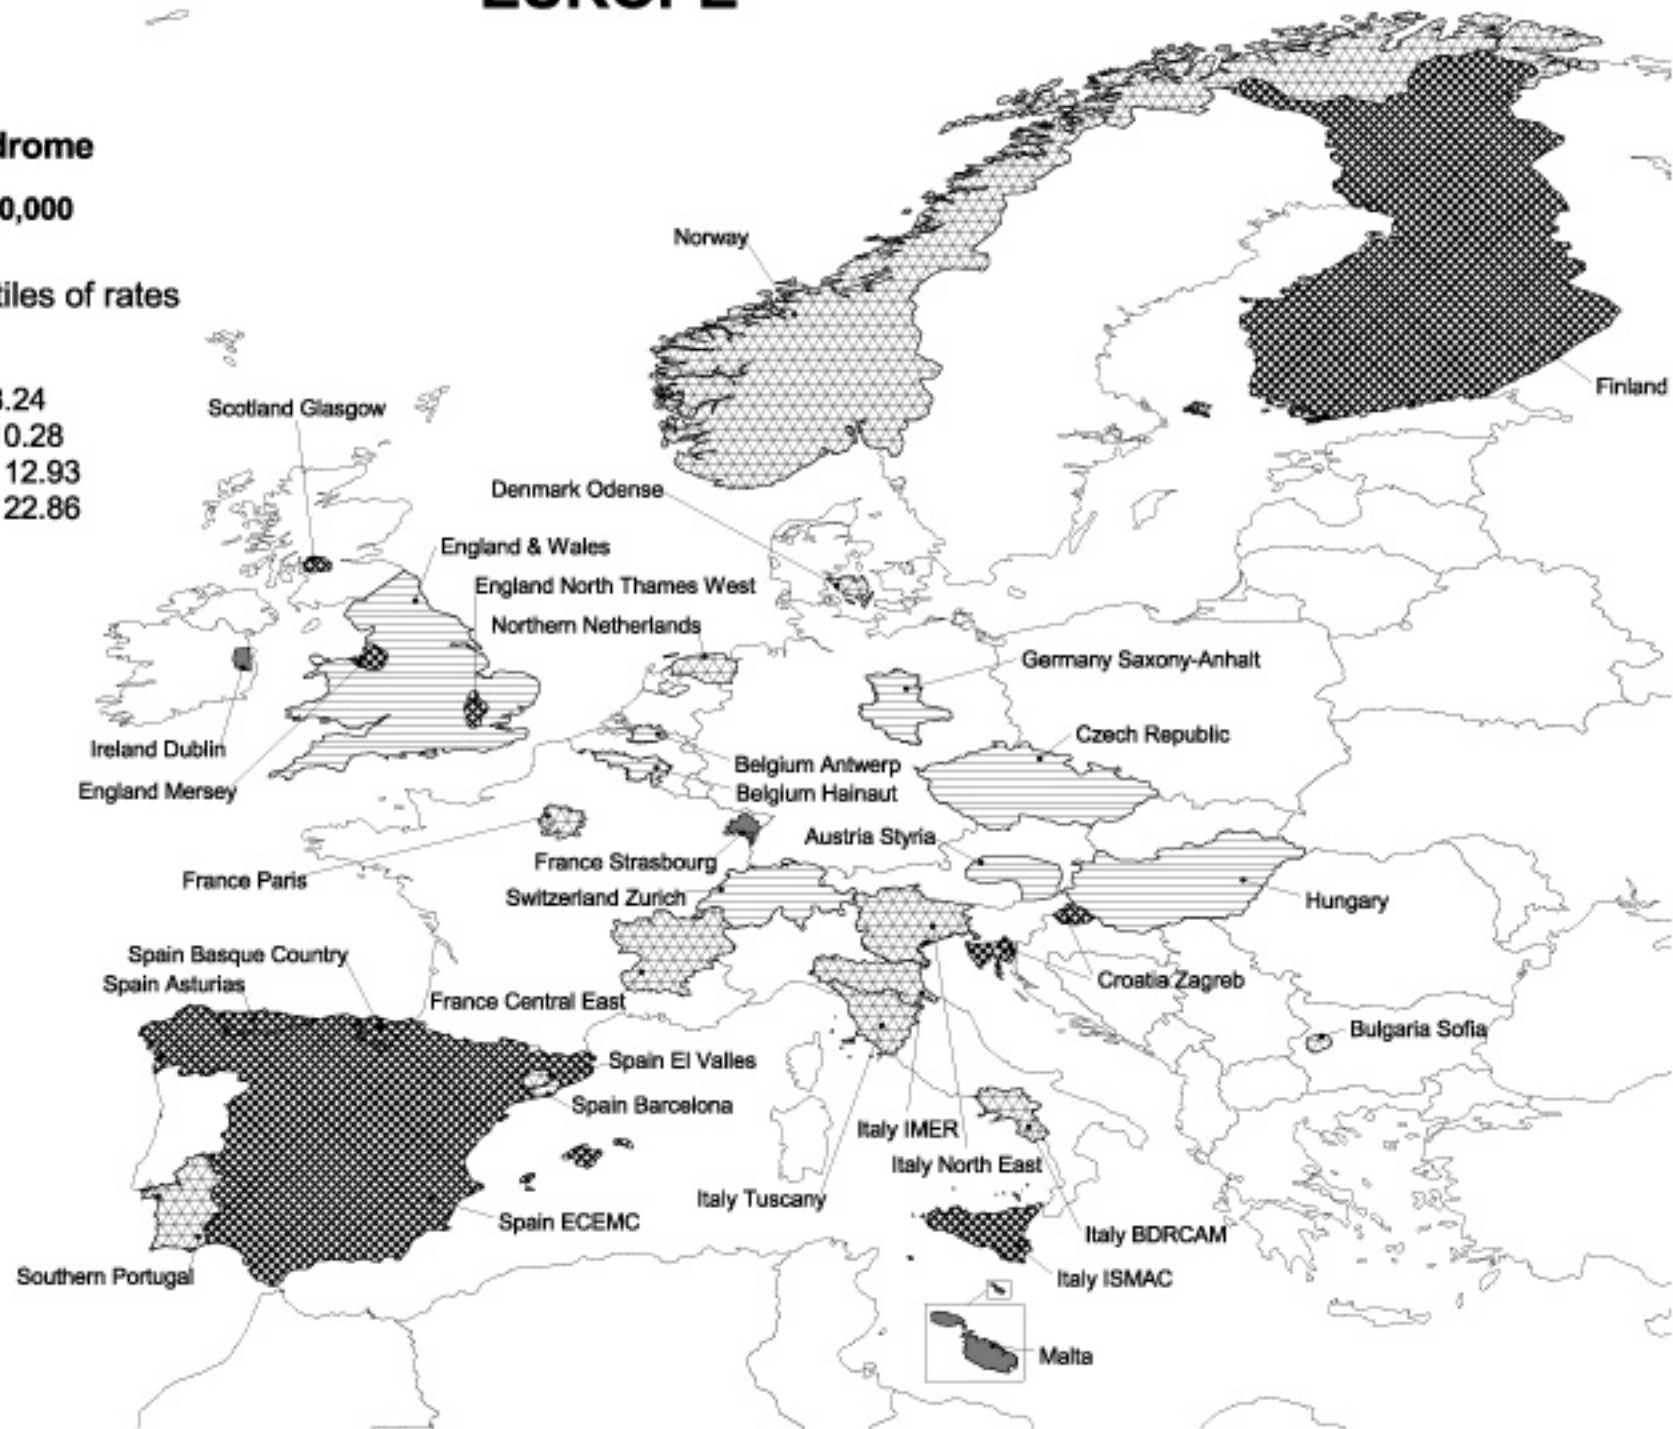 EUROPE
drome
0,000
tiles of rates
3.24
0.28
12.93
22.86
Norway
Finland
Scotland Glasgow
Denmark Odense
England & Wales
England North Thames West
Northern Netherlands
Germany Saxony-Anhalt
Czech Republic
Ireland Dublin
Belgium Antwerp
England Mersey
Belgium Hainaut
Austria Styria
France Strasbourg
France Paris
Switzerland Zurich
Hungary
Spain Basque Country
Spain Asturias
Croatia Zagreb
France Central East
Bulgaria Sofia
Spain El Valles
Spain Barcelona
Italy IMER
Italy North East
Italy Tuscany
Spain ECEMC
Italy BDRCAM
Southern Portugal
Italy ISMAC
Malta